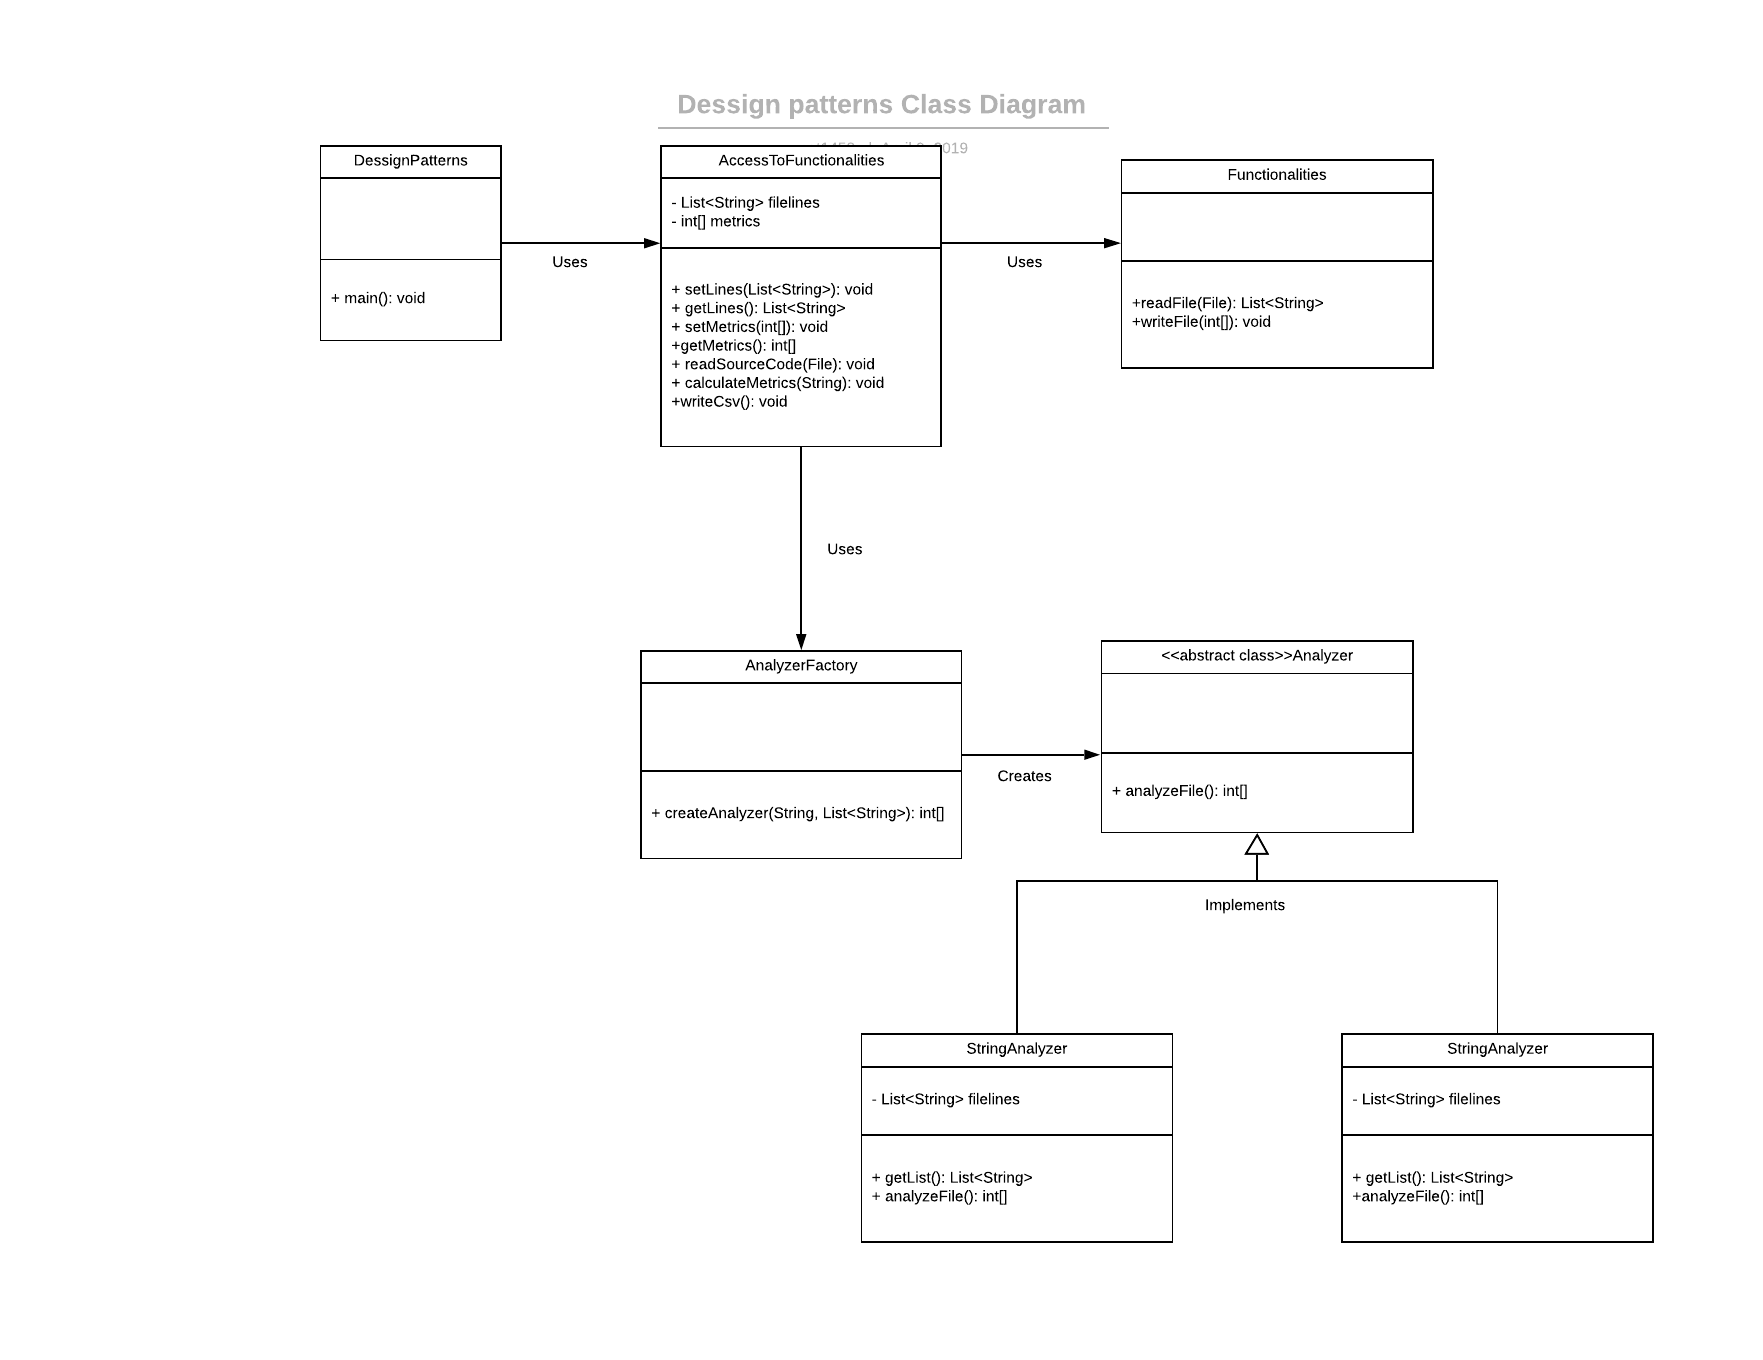 Dessign patterns Class Diagram
2019
DessignPatterns
+ main(): void
Uses
AccessToFunctionalities
- List<String> filelines
- int[] metrics
+ setLines(List<String>): void
+ getLines(): List<String>
+ setMetrics(int[]): void
+getMetrics(): int[]
+ readSourceCode(File): void
+ calculateMetrics(String): void
+writeCsv(): void
Uses
Functionalities
+readFile(File): List<String>
+writeFile(int[]): void
Uses
AnalyzerFactory
+ createAnalyzer(String, List<String>): int[]
Creates
<<abstract class>>Analyzer
+ analyzeFile(): int[]
Implements
StringAnalyzer
- List<String> filelines
+ getList(): List<String>
+ analyzeFile(): int[]
StringAnalyzer
- List<String> filelines
+ getList(): List<String>
+analyzeFile(): int[]